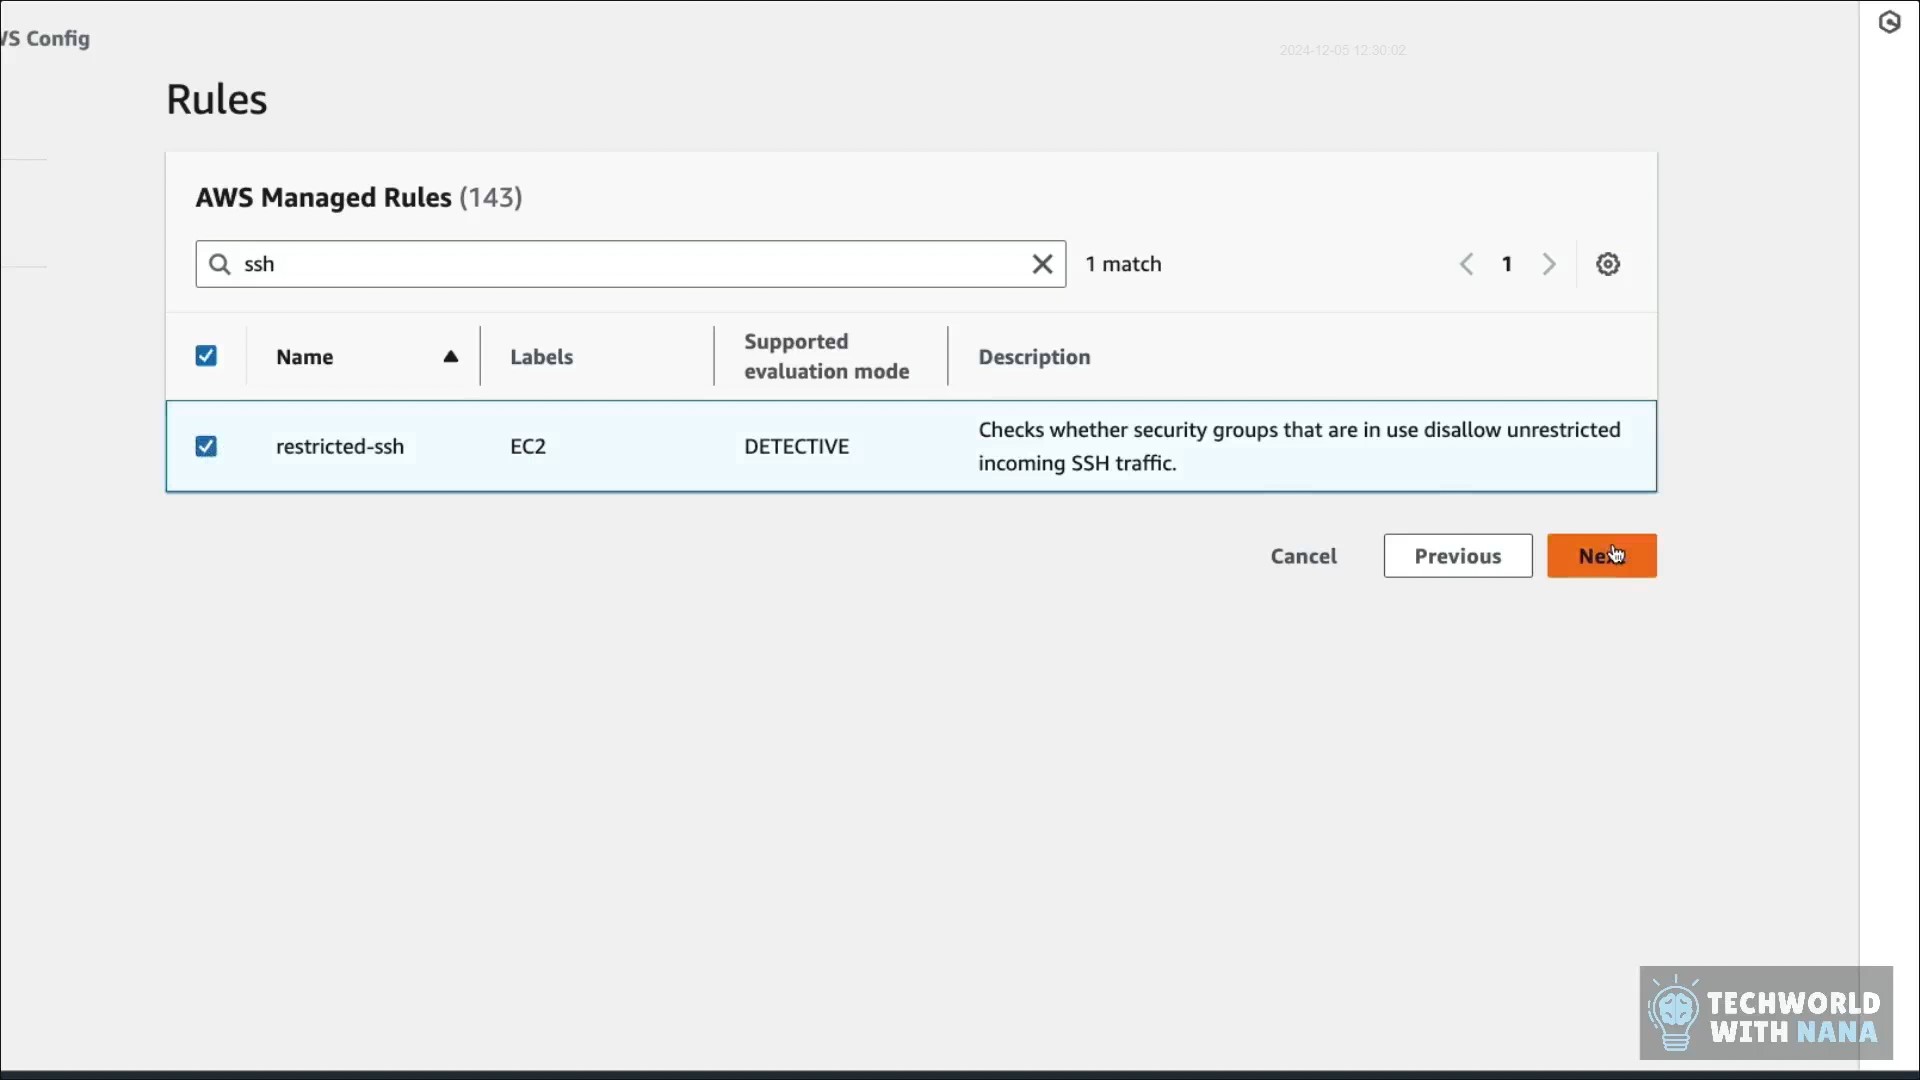 VS Config
2024-12-05 12:30:02
Rules
AWS Managed Rules (143)
ssh
1 match
1
Name
Labels
Supported
evaluation mode
Description
restricted-ssh
EC2
DETECTIVE
Checks whether security groups that are in use disallow unrestricted
incoming SSH traffic.
Cancel
Previous
TECHWORLD
WITH NANA